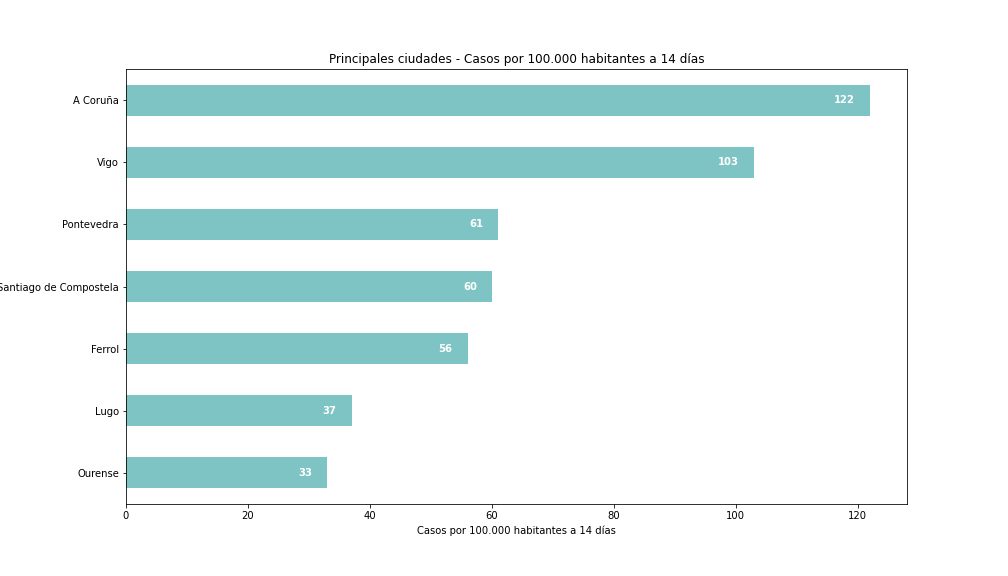 Principales ciudades - Casos por 100.000 habitantes a 14 días
A Coruña 122
Vigo 103
Pontevedra 61
Santiago de Compostela 60
Ferrol 56
Lugo 37
Ourense 33
0 20 40 60 80 100 120
Casos por 100.000 habitantes a 14 días